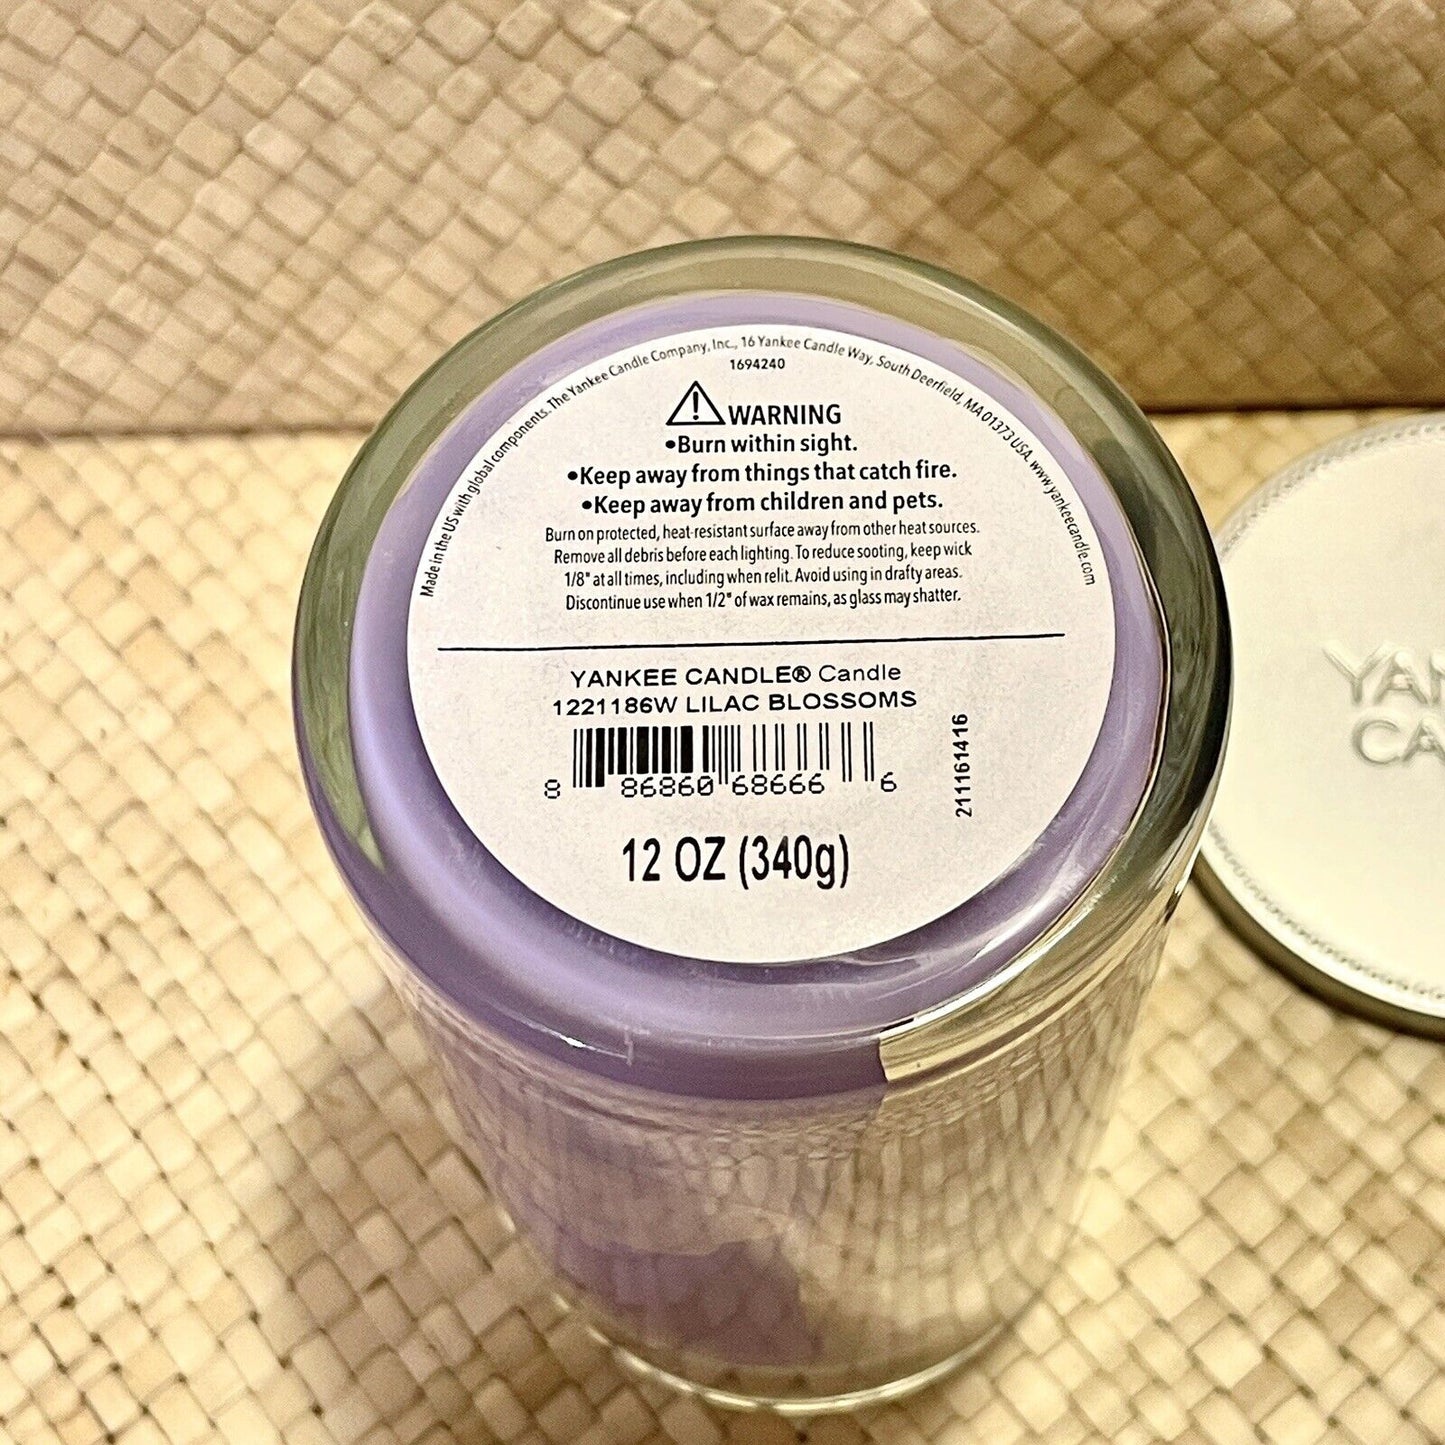 Made in the US with global components. The Yankee Candle Company, Inc., 16 Yankee Candle Way, South Deerfield, MA 01373 USA. www.yankeecandle.com
1694240
WARNING
•Burn within sight.
•Keep away from things that catch fire.
•Keep away from children and pets.
Burn on protected, heat-resistant surface away from other heat sources.
Remove all debris before each lighting. To reduce sooting, keep wick
1/8" at all times, including when relit. Avoid using in drafty areas.
Discontinue use when 1/2" of wax remains, as glass may shatter.
YANKEE CANDLE® Candle
1221186W LILAC BLOSSOMS
8 86860 68666 6
211161416
12 OZ (340g)
YAN
CA